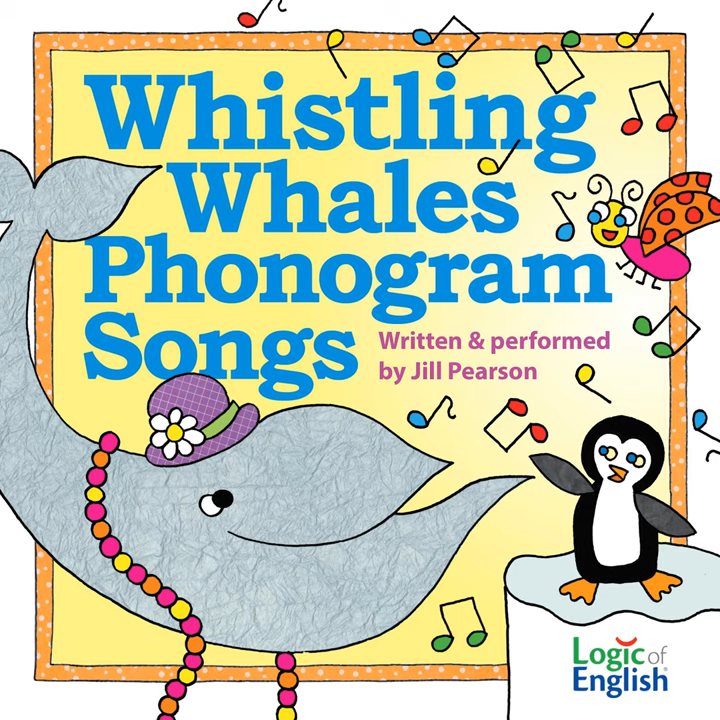 Whistling
Whales
Phonogram
Songs
Written & performed
by Jill Pearson
Logic of
English®